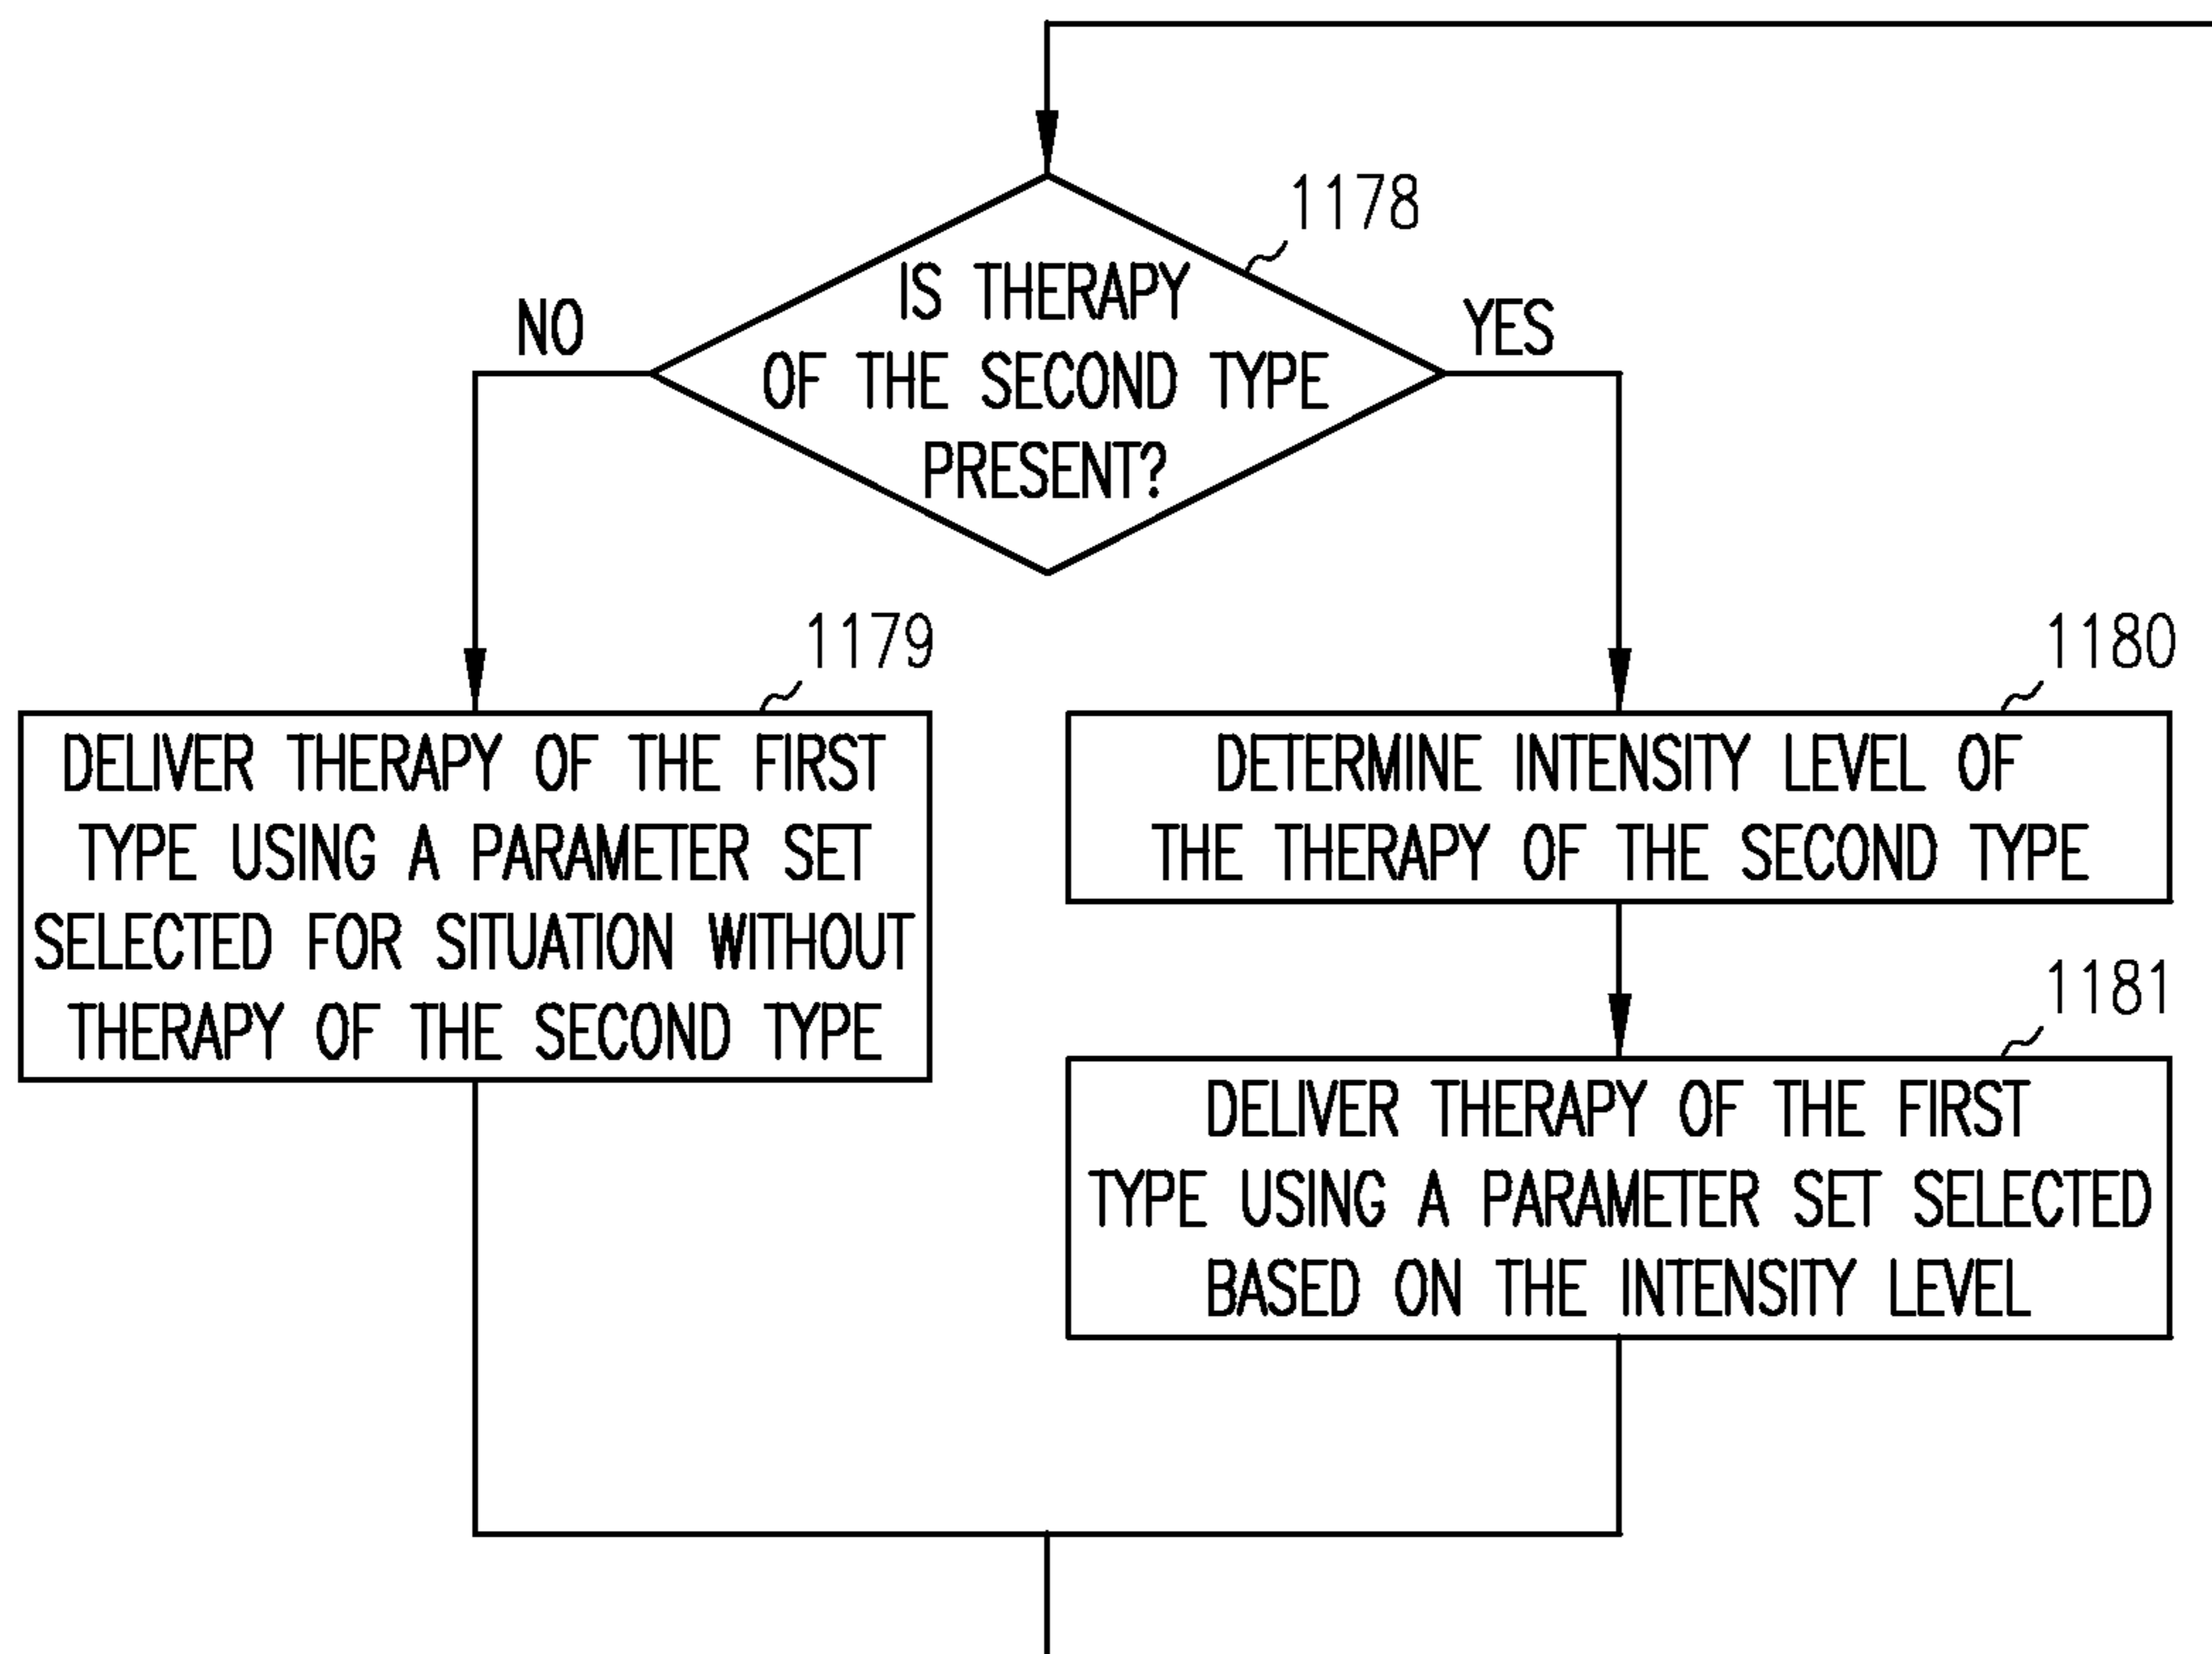 1178
IS THERAPY
OF THE SECOND TYPE
PRESENT?
NO
YES
1179
DELIVER THERAPY OF THE FIRST
TYPE USING A PARAMETER SET
SELECTED FOR SITUATION WITHOUT
THERAPY OF THE SECOND TYPE
1180
DETERMINE INTENSITY LEVEL OF
THE THERAPY OF THE SECOND TYPE
1181
DELIVER THERAPY OF THE FIRST
TYPE USING A PARAMETER SET SELECTED
BASED ON THE INTENSITY LEVEL